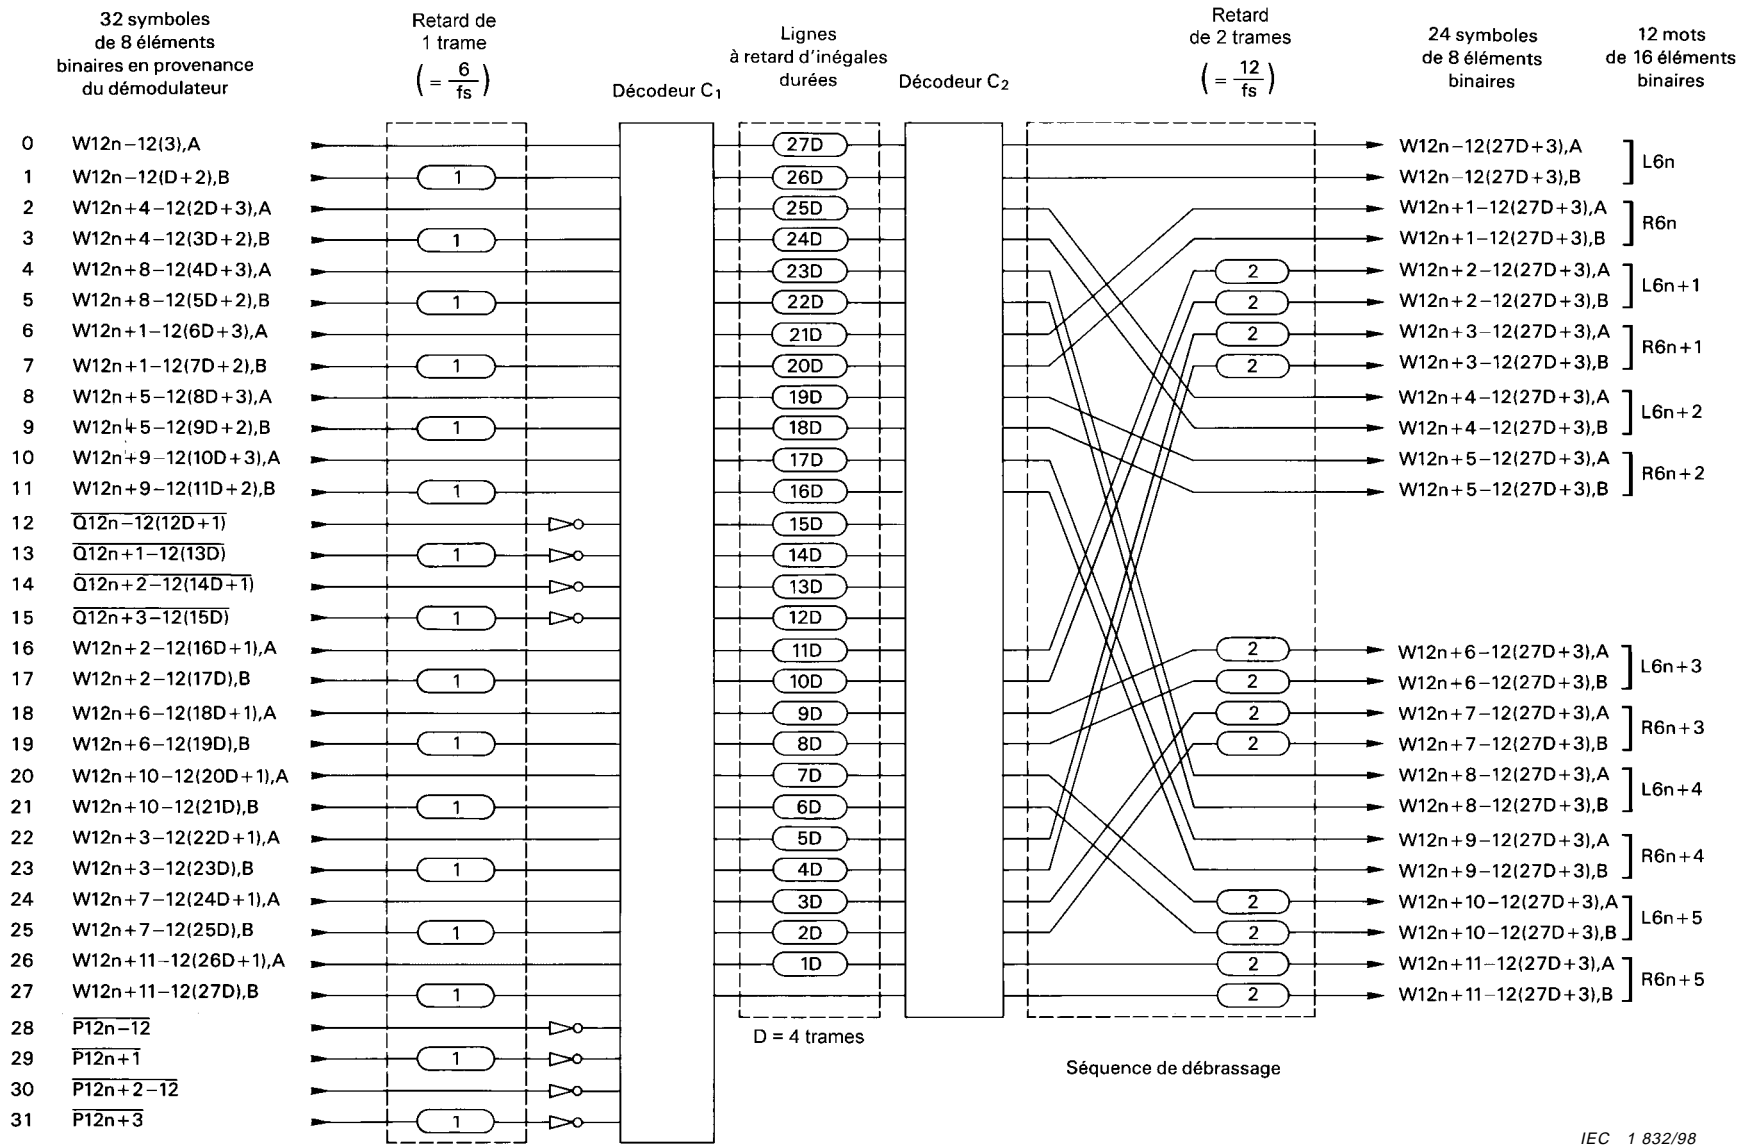 32 symboles
de 8 éléments
binaires en provenance
du démodulateur
Retard de
1 trame
(= 6/fs)
Décodeur C1
Lignes
à retard d'inégales
durées
Décodeur C2
Retard
de 2 trames
(= 12/fs)
24 symboles
de 8 éléments
binaires
12 mots
de 16 éléments
binaires
0 W12n−12(3),A 27D W12n−12(27D+3),A
L6n
1 W12n−12(D+2),B 1 26D W12n−12(27D+3),B
2 W12n+4−12(2D+3),A 25D W12n+1−12(27D+3),A
R6n
3 W12n+4−12(3D+2),B 1 24D W12n+1−12(27D+3),B
4 W12n+8−12(4D+3),A 23D 2 W12n+2−12(27D+3),A
L6n+1
5 W12n+8−12(5D+2),B 1 22D 2 W12n+2−12(27D+3),B
6 W12n+1−12(6D+3),A 21D 2 W12n+3−12(27D+3),A
R6n+1
7 W12n+1−12(7D+2),B 1 20D 2 W12n+3−12(27D+3),B
8 W12n+5−12(8D+3),A 19D W12n+4−12(27D+3),A
L6n+2
9 W12n+5−12(9D+2),B 1 18D W12n+4−12(27D+3),B
10 W12n+9−12(10D+3),A 17D W12n+5−12(27D+3),A
R6n+2
11 W12n+9−12(11D+2),B 1 16D W12n+5−12(27D+3),B
12 Q12n−12(12D+1) 15D
13 Q12n+1−12(13D) 1 14D
14 Q12n+2−12(14D+1) 13D
15 Q12n+3−12(15D) 1 12D
16 W12n+2−12(16D+1),A 11D 2 W12n+6−12(27D+3),A
L6n+3
17 W12n+2−12(17D),B 1 10D 2 W12n+6−12(27D+3),B
18 W12n+6−12(18D+1),A 9D 2 W12n+7−12(27D+3),A
R6n+3
19 W12n+6−12(19D),B 1 8D 2 W12n+7−12(27D+3),B
20 W12n+10−12(20D+1),A 7D W12n+8−12(27D+3),A
L6n+4
21 W12n+10−12(21D),B 1 6D W12n+8−12(27D+3),B
22 W12n+3−12(22D+1),A 5D W12n+9−12(27D+3),A
R6n+4
23 W12n+3−12(23D),B 1 4D W12n+9−12(27D+3),B
24 W12n+7−12(24D+1),A 3D 2 W12n+10−12(27D+3),A
L6n+5
25 W12n+7−12(25D),B 1 2D 2 W12n+10−12(27D+3),B
26 W12n+11−12(26D+1),A 1D 2 W12n+11−12(27D+3),A
R6n+5
27 W12n+11−12(27D),B 1 2 W12n+11−12(27D+3),B
28 P12n−12
29 P12n+1 1
30 P12n+2−12
31 P12n+3 1
D = 4 trames
Séquence de débrassage
IEC 1 832/98